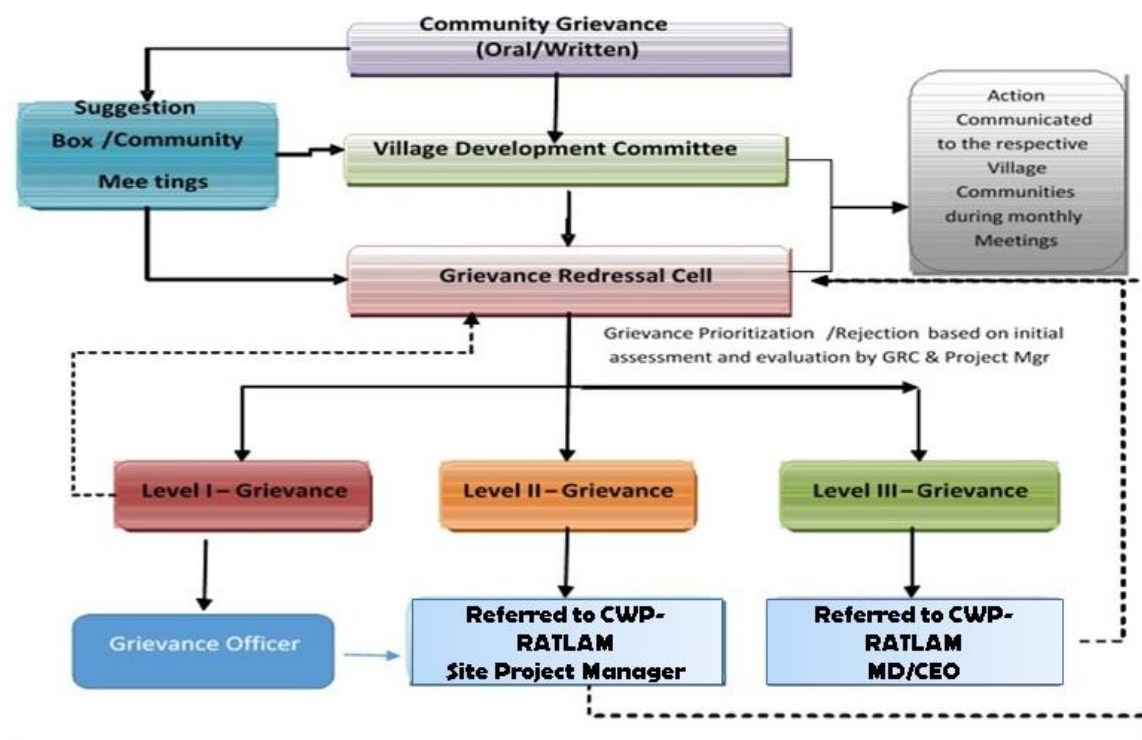 Community Grievance
(Oral/Written)
Suggestion
Box /Community
Mee tings
Village Development Committee
Action
Communicated
to the respective
Village
Communities
during monthly
Meetings
Grievance Redressal Cell
Grievance Prioritization /Rejection based on initial
assessment and evaluation by GRC & Project Mgr
Level I – Grievance
Level II – Grievance
Level III – Grievance
Grievance Officer
Referred to CWP-
RATLAM
Site Project Manager
Referred to CWP-
RATLAM
MD/CEO